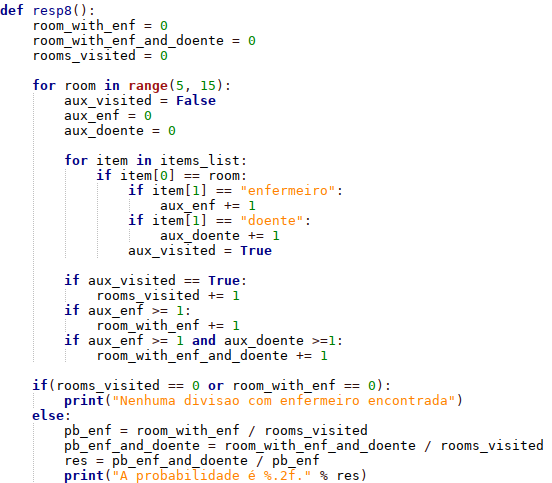 def resp8():
    room_with_enf = 0
    room_with_enf_and_doente = 0
    rooms_visited = 0

    for room in range(5, 15):
        aux_visited = False
        aux_enf = 0
        aux_doente = 0

        for item in items_list:
            if item[0] == room:
                if item[1] == "enfermeiro":
                    aux_enf += 1
                if item[1] == "doente":
                    aux_doente += 1
                aux_visited = True

        if aux_visited == True:
            rooms_visited += 1
        if aux_enf >= 1:
            room_with_enf += 1
        if aux_enf >= 1 and aux_doente >=1:
            room_with_enf_and_doente += 1

    if(rooms_visited == 0 or room_with_enf == 0):
        print("Nenhuma divisao com enfermeiro encontrada")
    else:
        pb_enf = room_with_enf / rooms_visited
        pb_enf_and_doente = room_with_enf_and_doente / rooms_visited
        res = pb_enf_and_doente / pb_enf
        print("A probabilidade é %.2f." % res)